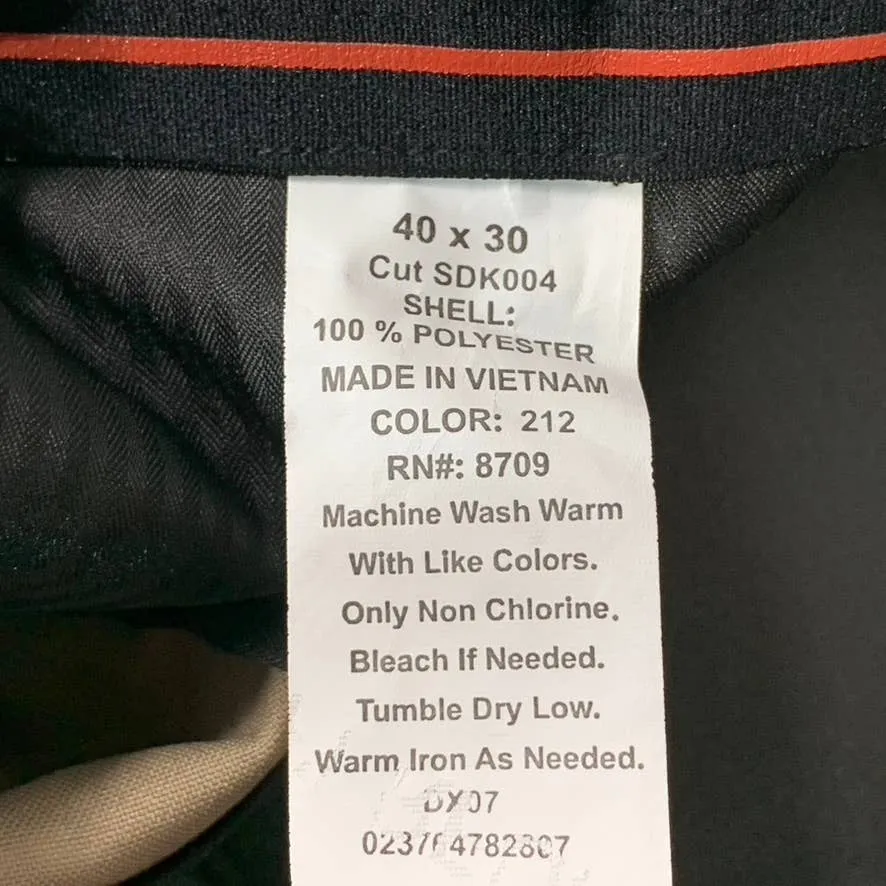 40 x 30
Cut SDK004
SHELL:
100 % POLYESTER
MADE IN VIETNAM
COLOR: 212
RN#: 8709
Machine Wash Warm
With Like Colors.
Only Non Chlorine.
Bleach If Needed.
Tumble Dry Low.
Warm Iron As Needed.
DX07